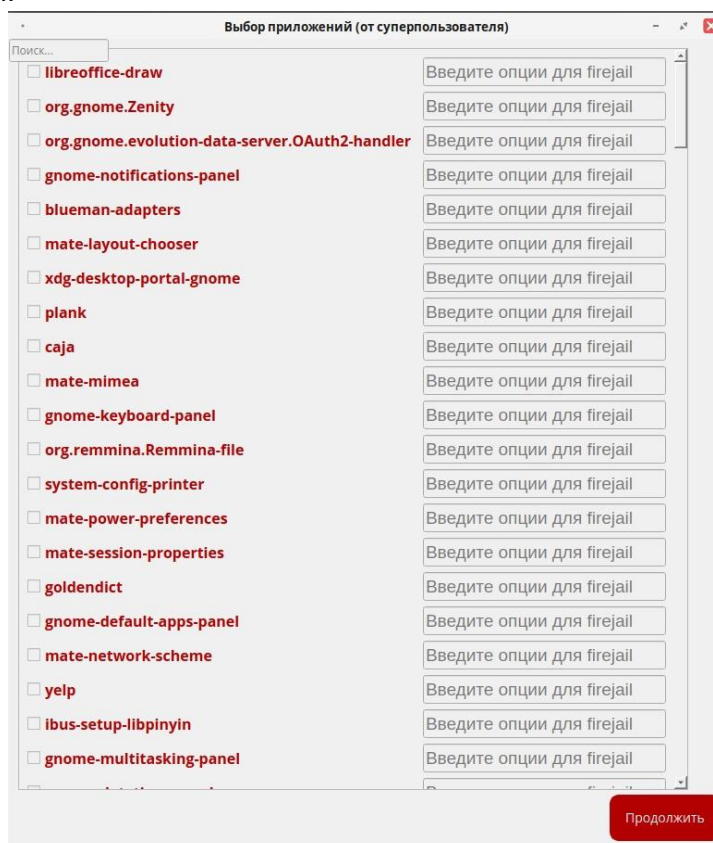 Выбор приложений (от суперпользователя)
Поиск...
libreoffice-draw Введите опции для firejail
org.gnome.Zenity Введите опции для firejail
org.gnome.evolution-data-server.OAuth2-handler Введите опции для firejail
gnome-notifications-panel Введите опции для firejail
blueman-adapters Введите опции для firejail
mate-layout-chooser Введите опции для firejail
xdg-desktop-portal-gnome Введите опции для firejail
plank Введите опции для firejail
caja Введите опции для firejail
mate-mimea Введите опции для firejail
gnome-keyboard-panel Введите опции для firejail
org.remmina.Remmina-file Введите опции для firejail
system-config-printer Введите опции для firejail
mate-power-preferences Введите опции для firejail
mate-session-properties Введите опции для firejail
goldendict Введите опции для firejail
gnome-default-apps-panel Введите опции для firejail
mate-network-scheme Введите опции для firejail
yelp Введите опции для firejail
ibus-setup-libpinyin Введите опции для firejail
gnome-multitasking-panel Введите опции для firejail
Продолжить